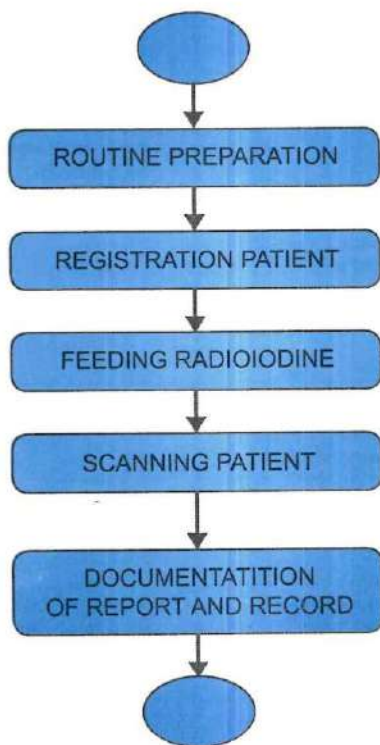 ROUTINE PREPARATION
REGISTRATION PATIENT
FEEDING RADIOIODINE
SCANNING PATIENT
DOCUMENTATITION
OF REPORT AND RECORD